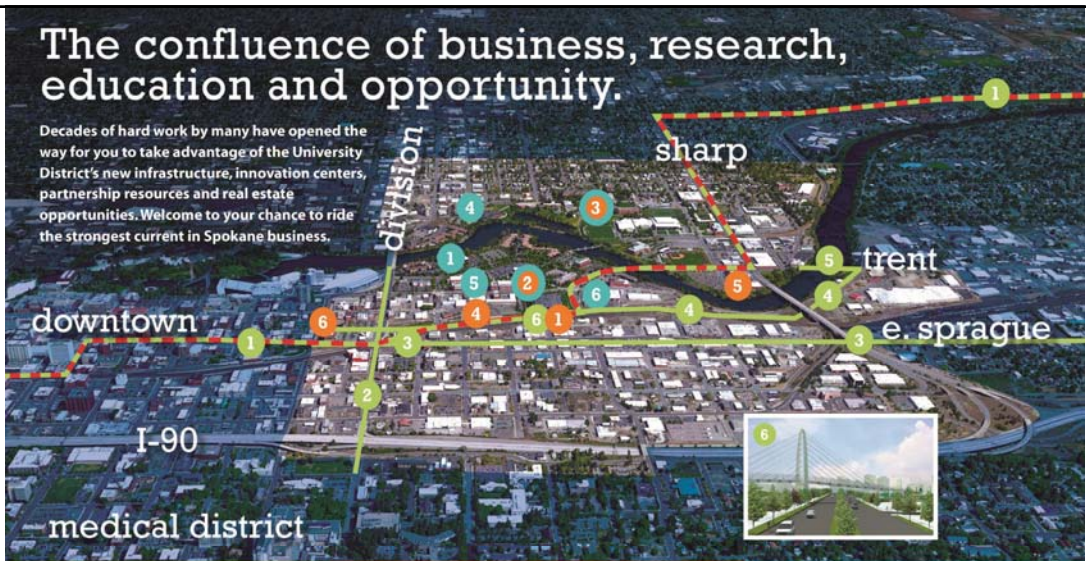 The confluence of business, research,
education and opportunity.
Decades of hard work by many have opened the
way for you to take advantage of the University
District's new infrastructure, innovation centers,
partnership resources and real estate
opportunities. Welcome to your chance to ride
the strongest current in Spokane business.
division
sharp
1
4
3
1
5
2
6
5
trent
5
4
downtown
6
4
6
1
4
1
3
3
e. sprague
2
I-90
6
medical district